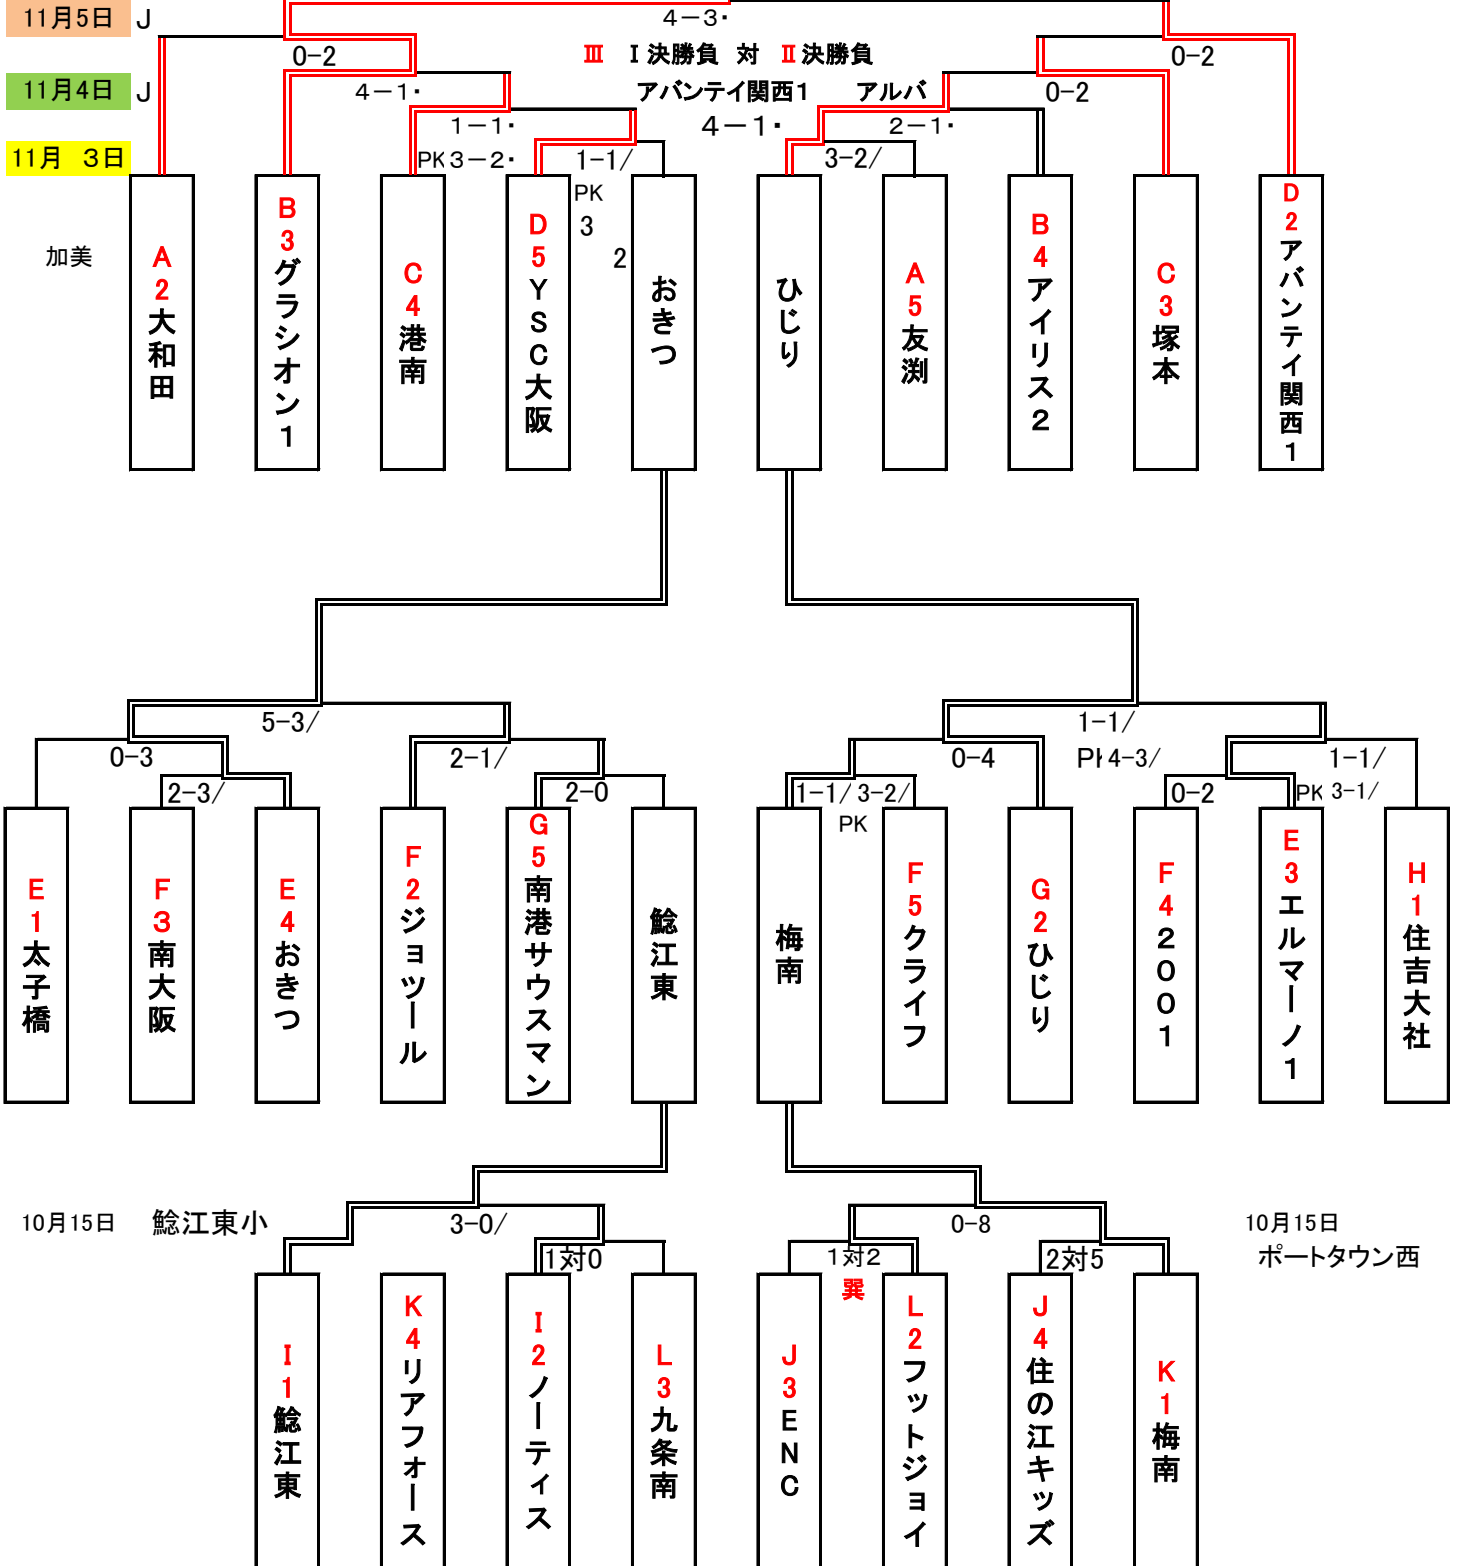 11月5日 J 4－3・
Ⅲ Ⅰ決勝負 対 Ⅱ決勝負
0-2 0-2
11月4日 J 4－1・ アバンテイ関西1 アルバ 0-2
1－1・ 4－1・ 2－1・
11月 3日 PK 3－2・ 1-1/ 3-2/
PK
3
2
加美
A2大和田
B3グラシオン1
C4港南
D5YSC大阪
おきつ
ひじり
A5友渕
B4アイリス2
C3塚本
D2アバンテイ関西1
5-3/ 1-1/
0-3 2-1/ 0-4 PK 4-3/ 1-1/
2-3/ 2-0 1-1/ 3-2/ 0-2 PK 3-1/
PK
E1太子橋
F3南大阪
E4おきつ
F2ジョツール
G5南港サウスマン
鯰江東
梅南
F5クライフ
G2ひじり
F42001
E3エルマーノ1
H1住吉大社
10月15日 鯰江東小 3-0/ 0-8 10月15日
1対0 1対2 2対5 ポートタウン西
巽
I1鯰江東
K4リアフォース
I2ノーティス
L3九条南
J3ENC
L2フットジョイ
J4住の江キッズ
K1梅南